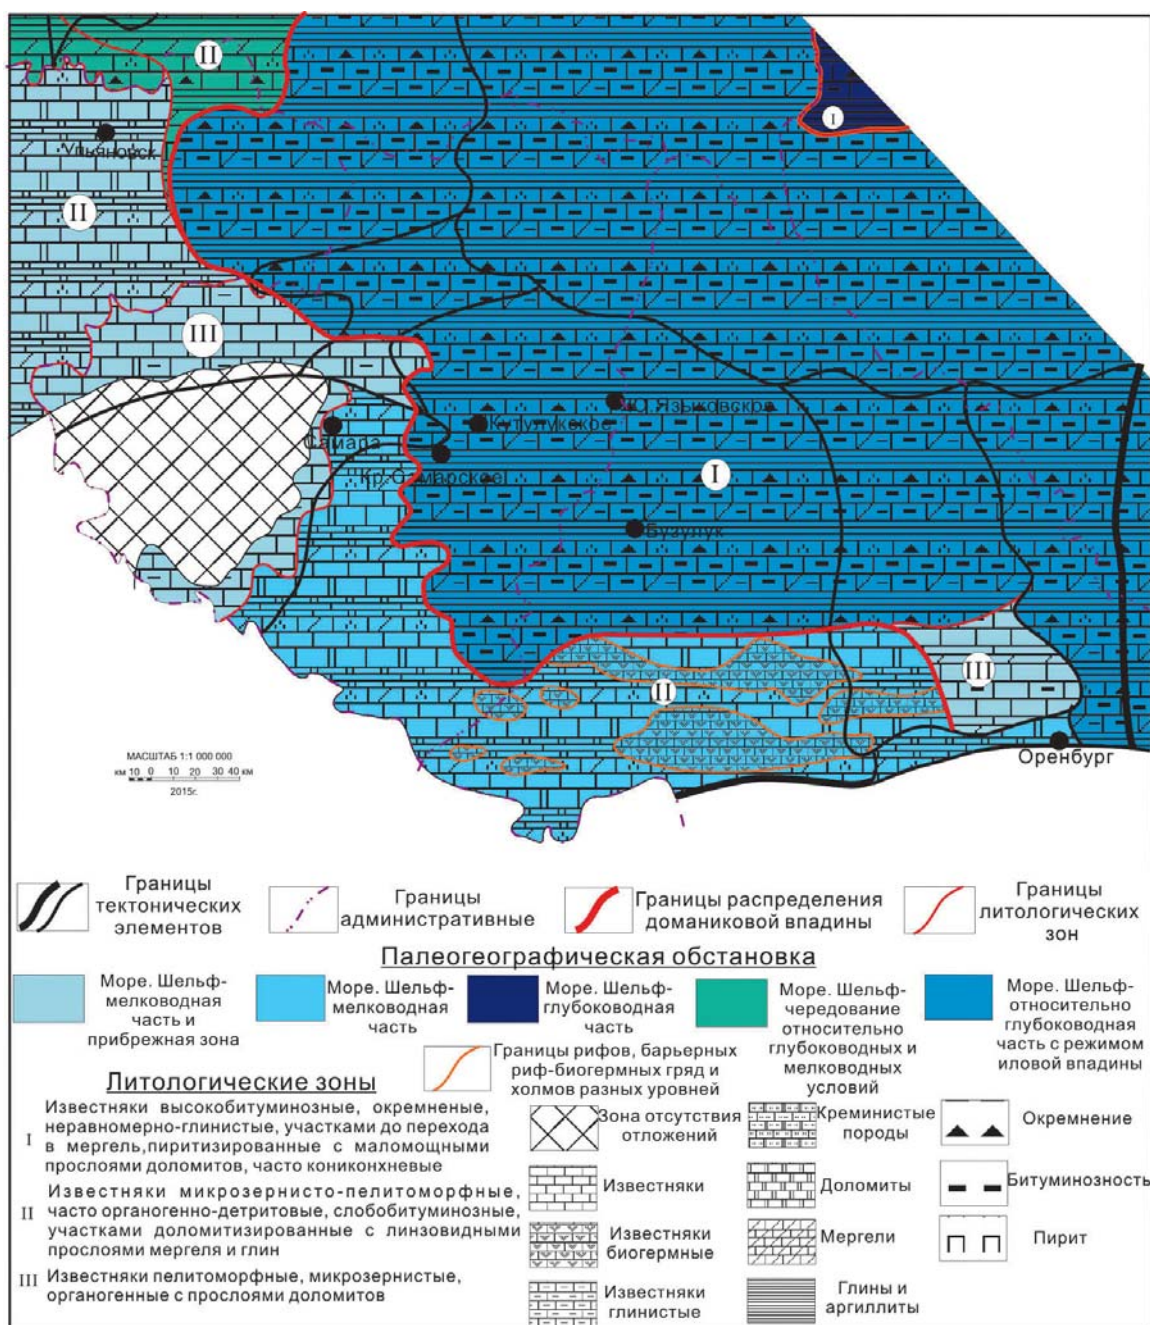 II
I
Ульяновск
II
III
Ю.Языковское
Кутулукское
Самара
Кр.Самарское
I
Бузулук
III
II
МАСШТАБ 1:1 000 000
км 10 0 10 20 30 40 км
2015г.
Оренбург
Границы
тектонических
элементов
Границы
административные
Границы распределения
доманиковой впадины
Границы
литологических
зон
Палеогеографическая обстановка
Море. Шельф-
мелководная
часть и
прибрежная зона
Море. Шельф-
мелководная
часть
Море. Шельф-
глубоководная
часть
Море. Шельф-
чередование
относительно
глубоководных и
мелководных
условий
Море. Шельф-
относительно
глубоководная
часть с режимом
иловой впадины
Границы рифов, барьерных
риф-биогермных гряд и
холмов разных уровней
Литологические зоны
I
Известняки высокобитуминозные, окремненые,
неравномерно-глинистые, участками до перехода
в мергель,пиритизированные с маломощными
прослоями доломитов, часто кониконхневые
II
Известняки микрозернисто-пелитоморфные,
часто органогенно-детритовые, слобобитуминозные,
участками доломитизированные с линзовидными
прослоями мергеля и глин
III
Известняки пелитоморфные, микрозернистые,
органогенные с прослоями доломитов
Зона отсутствия
отложений
Известняки
Известняки
биогермные
Известняки
глинистые
Креминистые
породы
Доломиты
Мергели
Глины и
аргиллиты
Окремнение
Битуминозность
Пирит